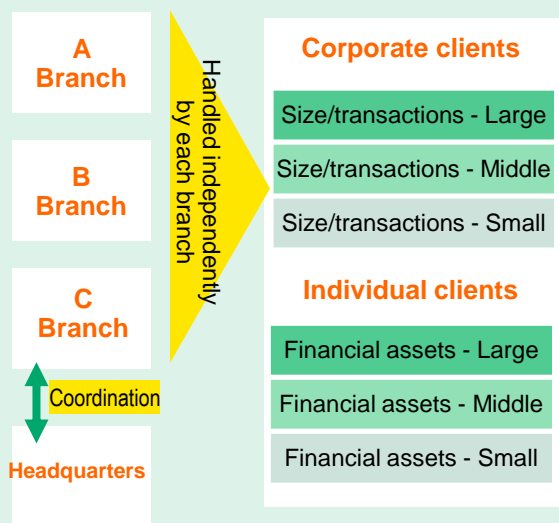 A
Branch
B
Branch
C
Branch
Coordination
Headquarters
Handled independently
by each branch
Corporate clients
Size/transactions - Large
Size/transactions - Middle
Size/transactions - Small
Individual clients
Financial assets - Large
Financial assets - Middle
Financial assets - Small